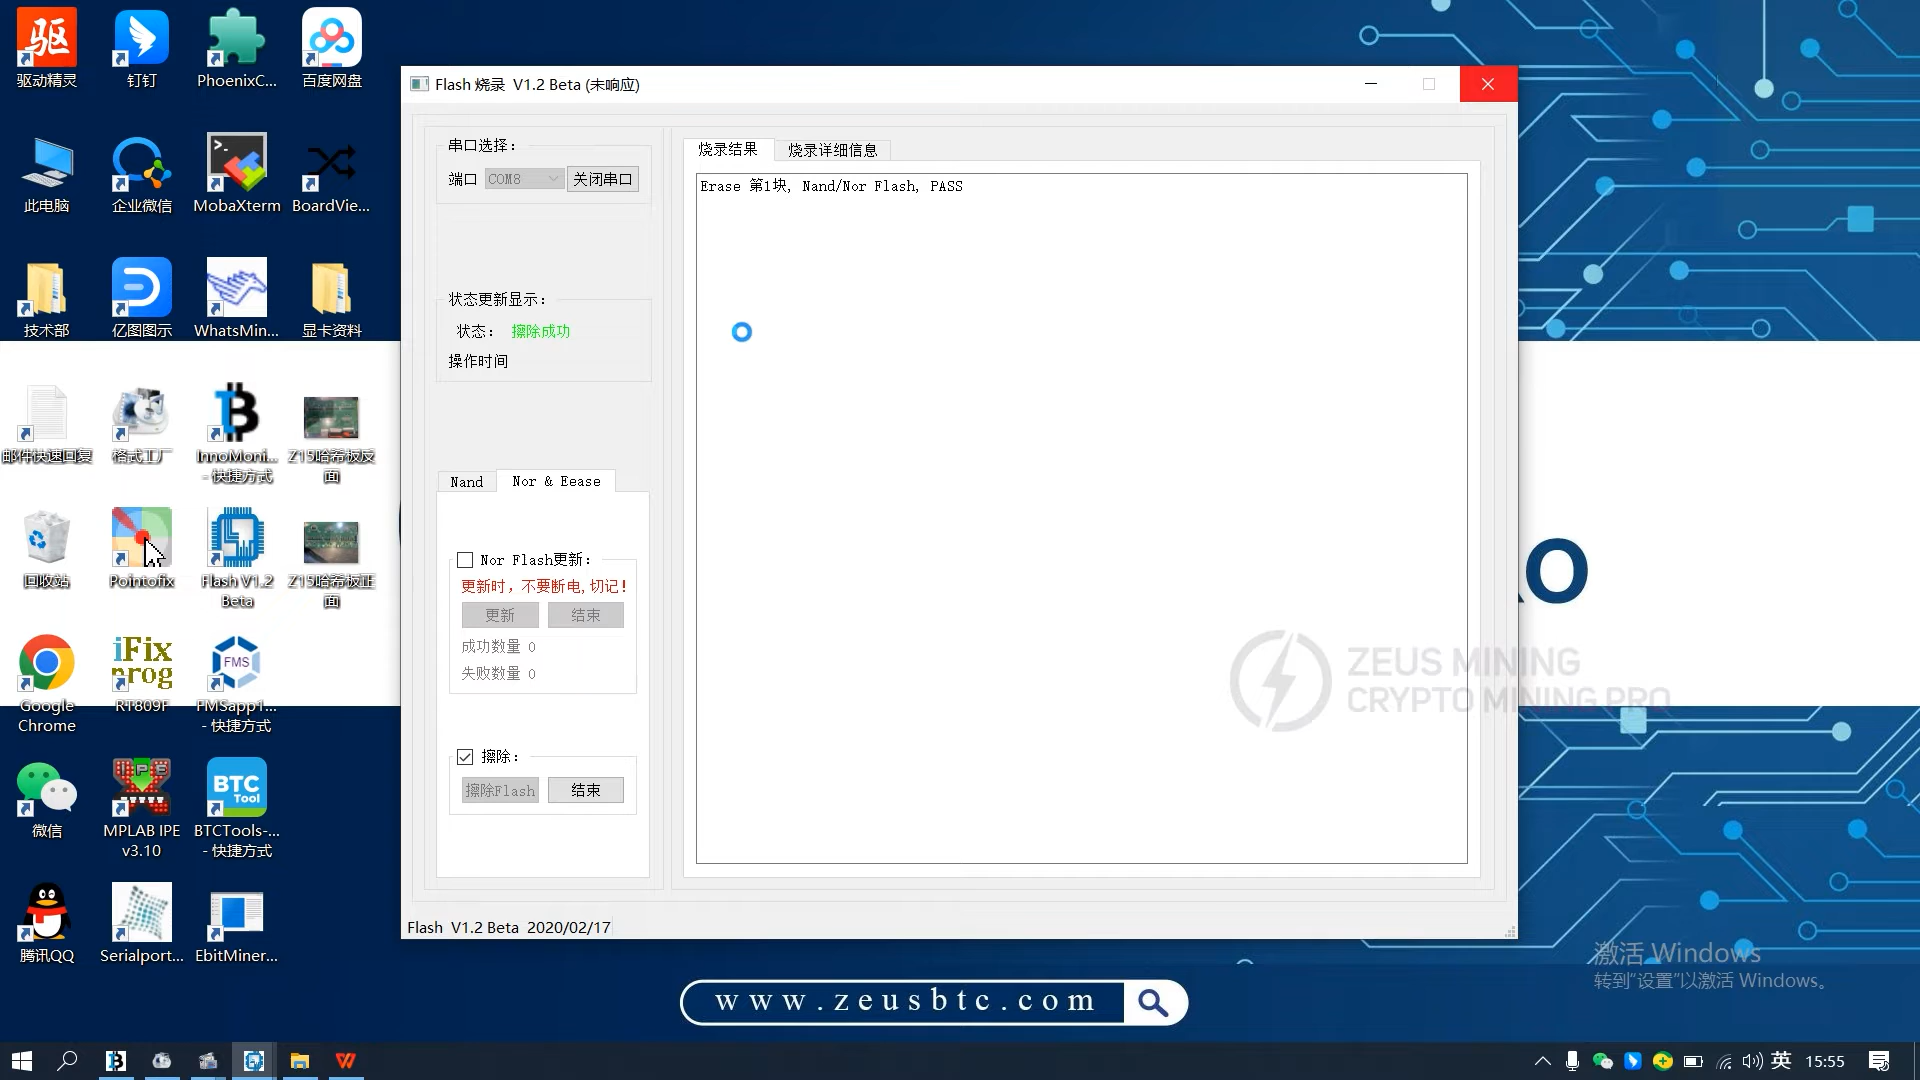 驱动精灵
钉钉
PhoenixC...
百度网盘
此电脑
企业微信
MobaXterm
BoardVie...
技术部
亿图图示
WhatsMin...
显卡资料
邮件快速回复
格式工厂
InnoMoni...
- 快捷方式
Z15哈希板反
面
回收站
Pointofix
Flash V1.2
Beta
Z15哈希板正
面
Google
Chrome
iFix
prog
RT809F
FMS
FMSapp1...
- 快捷方式
微信
IPE
MPLAB IPE
v3.10
BTC
Tool
BTCTools-...
- 快捷方式
腾讯QQ
Serialport...
EbitMiner...
Flash 烧录 V1.2 Beta (未响应)
串口选择：
端口 COM8 关闭串口
状态更新显示：
状态： 擦除成功
操作时间
Nand Nor & Eease
Nor Flash更新：
更新时，不要断电,切记！
更新 结束
成功数量 0
失败数量 0
擦除：
擦除Flash 结束
烧录结果 烧录详细信息
Erase 第1块, Nand/Nor Flash, PASS
Flash V1.2 Beta 2020/02/17
ZEUS MINING
CRYPTO MINING PRO
激活 Windows
转到"设置"以激活 Windows。
www.zeusbtc.com
英 15:55